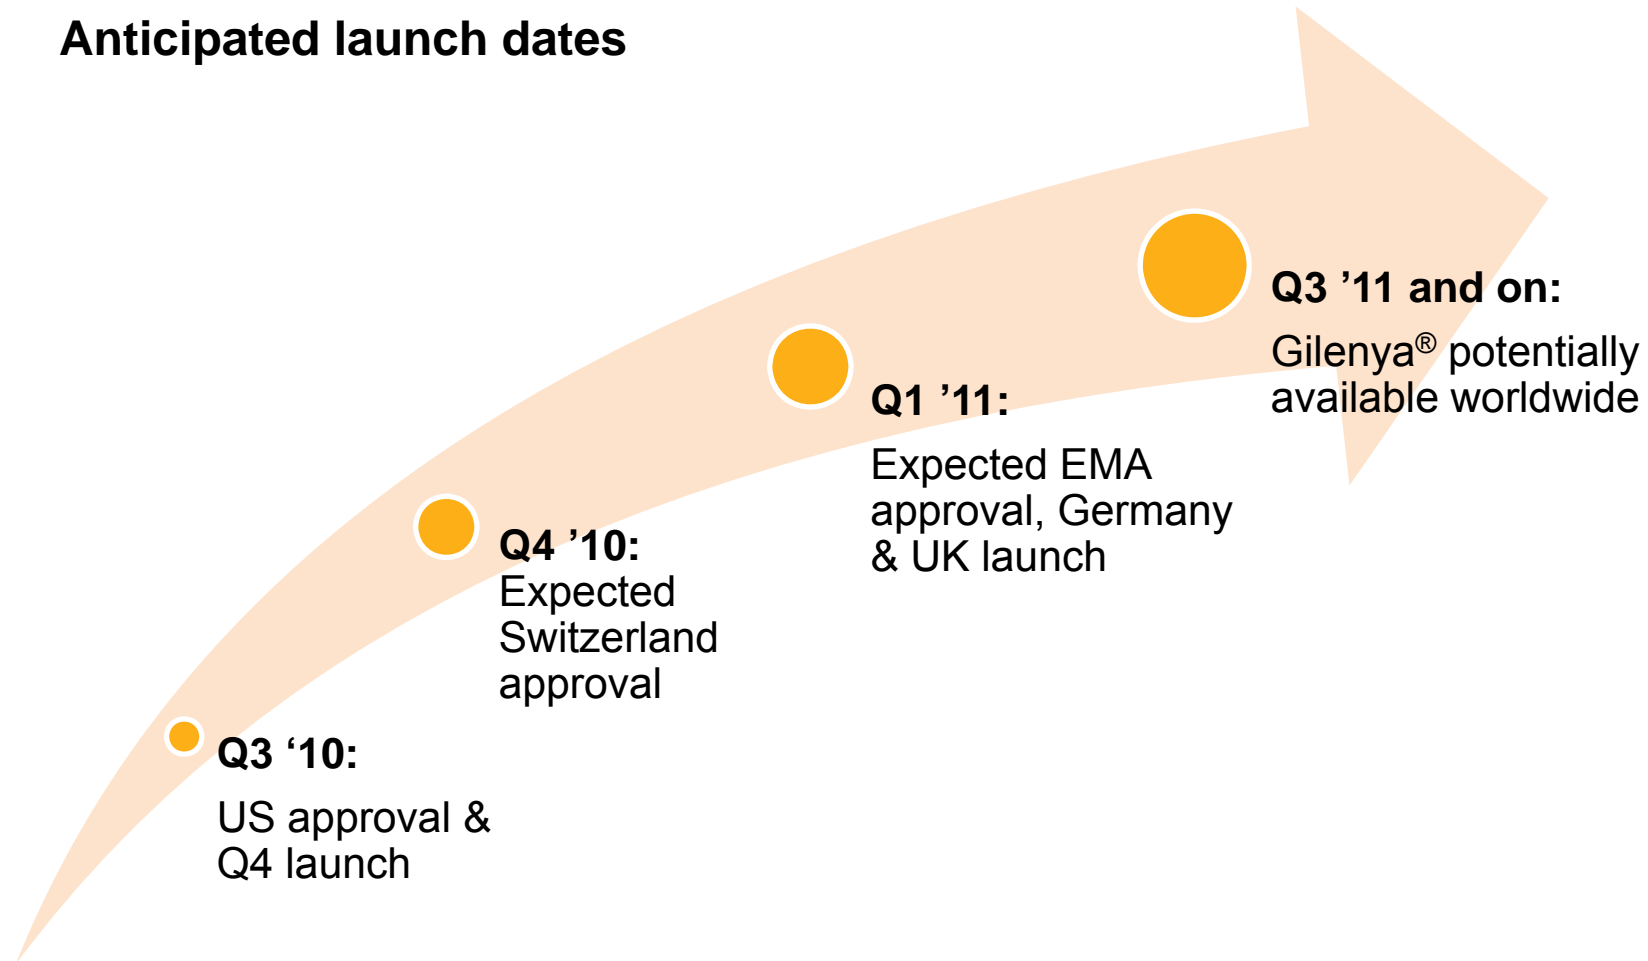 Anticipated launch dates
Q3 ’11 and on:
Gilenya® potentially
available worldwide
Q1 ’11:
Expected EMA
approval, Germany
& UK launch
Q4 ’10:
Expected
Switzerland
approval
Q3 ‘10:
US approval &
Q4 launch